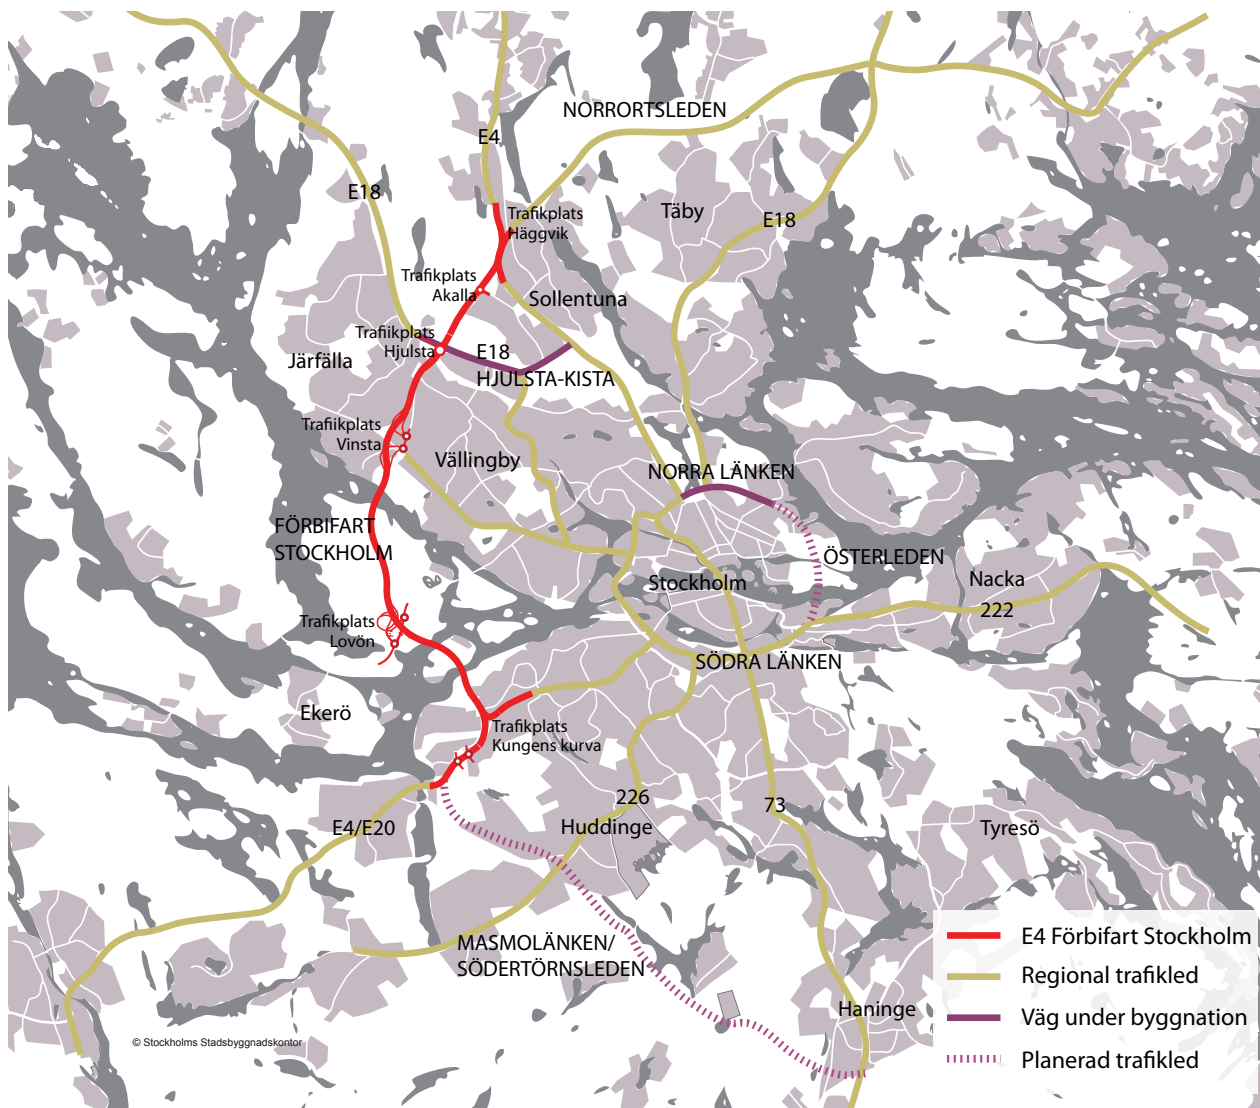 NORRORTSLEDEN
E4
E18
Trafikplats
Häggvik
Täby
E18
Trafikplats
Akalla
Sollentuna
Trafiikplats
Hjulsta
E18
HJULSTA-KISTA
Järfälla
Trafiikplats
Vinsta
Vällingby
NORRA LÄNKEN
FÖRBIFART
STOCKHOLM
ÖSTERLEDEN
Stockholm
Nacka
222
Trafikplats
Lovön
SÖDRA LÄNKEN
Ekerö
Trafikplats
Kungens kurva
226
73
E4/E20
Huddinge
Tyresö
MASMOLÄNKEN/
SÖDERTÖRNSLEDEN
Haninge
© Stockholms Stadsbyggnadskontor
E4 Förbifart Stockholm
Regional trafikled
Väg under byggnation
Planerad trafikled